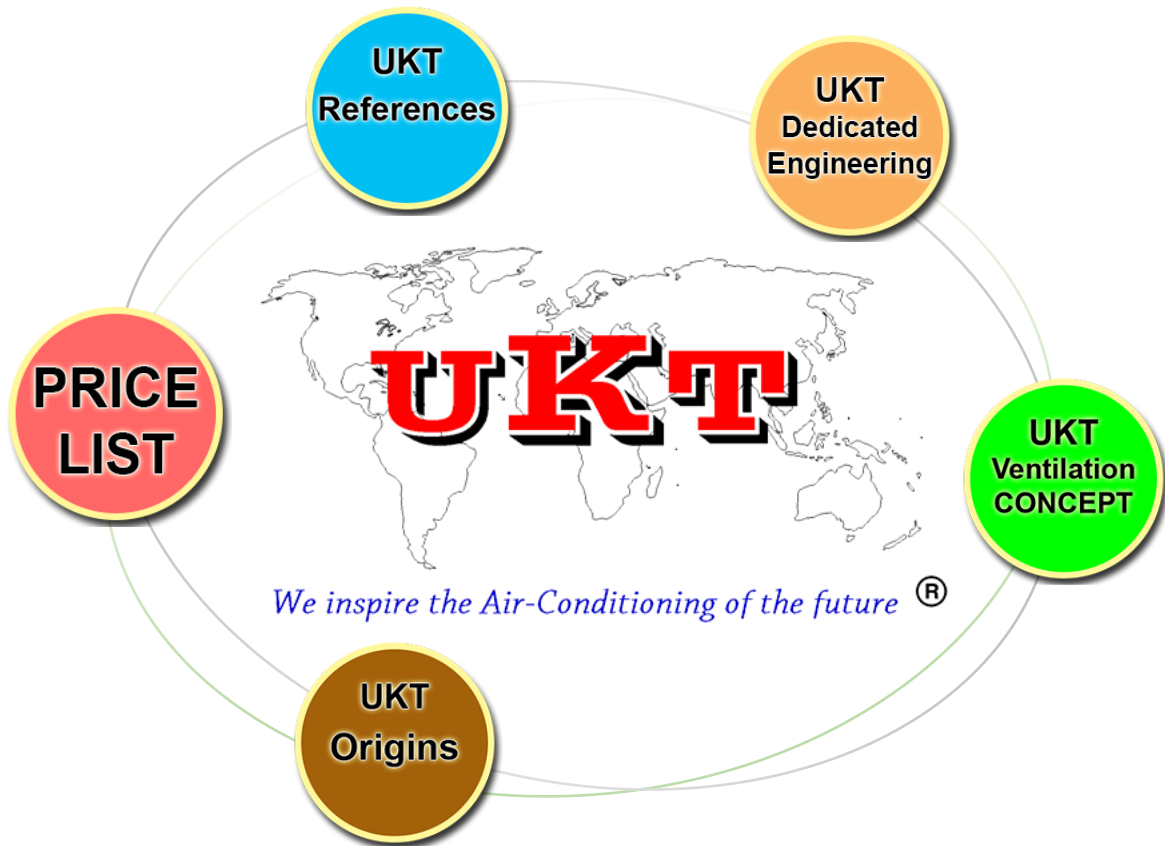 UKT
References
UKT
Dedicated
Engineering
PRICE
LIST
UKT
UKT
Ventilation
CONCEPT
We inspire the Air-Conditioning of the future ®
UKT
Origins